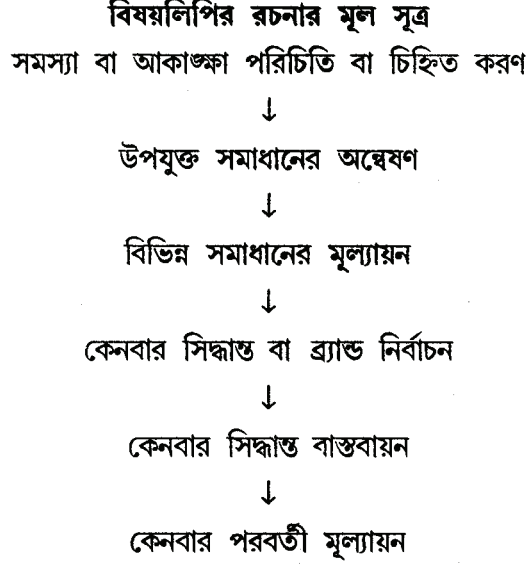 বিষয়লিপির রচনার মূল সূত্র
সমস্যা বা আকাঙ্ক্ষা পরিচিতি বা চিহ্নিত করণ
↓
উপযুক্ত সমাধানের অন্বেষণ
↓
বিভিন্ন সমাধানের মূল্যায়ন
↓
কেনবার সিদ্ধান্ত বা ব্র্যান্ড নির্বাচন
↓
কেনবার সিদ্ধান্ত বাস্তবায়ন
↓
কেনবার পরবর্তী মূল্যায়ন